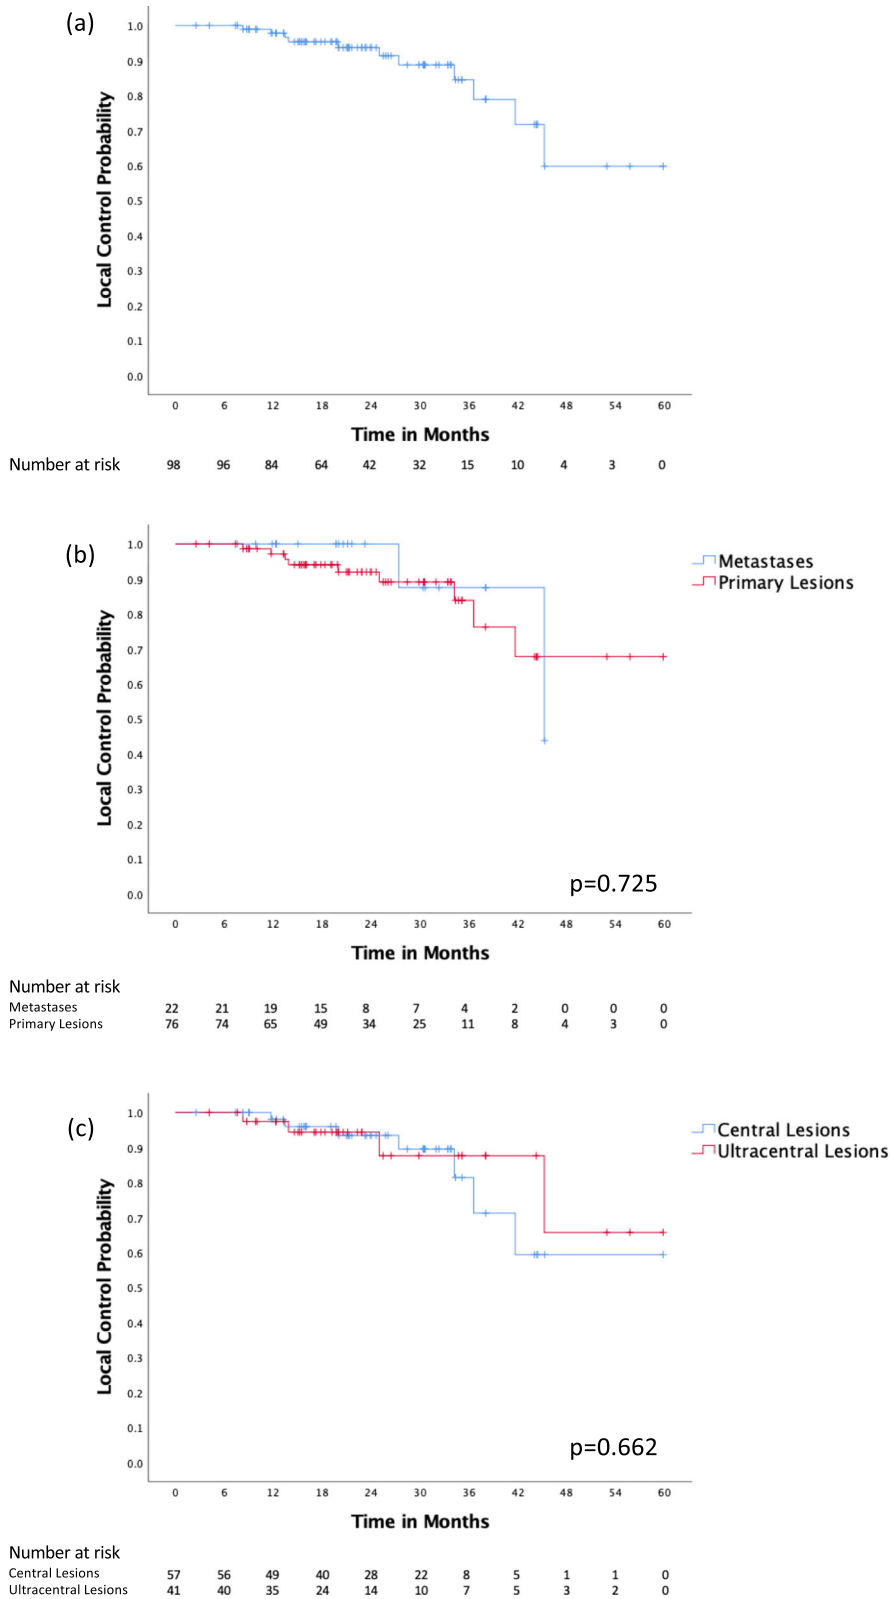 (a)
Local Control Probability
1.0
0.9
0.8
0.7
0.6
0.5
0.4
0.3
0.2
0.1
0.0
0 6 12 18 24 30 36 42 48 54 60
Time in Months
Number at risk 98 96 84 64 42 32 15 10 4 3 0
(b)
Local Control Probability
1.0
0.9
0.8
0.7
0.6
0.5
0.4
0.3
0.2
0.1
0.0
Metastases
Primary Lesions
p=0.725
0 6 12 18 24 30 36 42 48 54 60
Time in Months
Number at risk
Metastases 22 21 19 15 8 7 4 2 0 0 0
Primary Lesions 76 74 65 49 34 25 11 8 4 3 0
(c)
Local Control Probability
1.0
0.9
0.8
0.7
0.6
0.5
0.4
0.3
0.2
0.1
0.0
Central Lesions
Ultracentral Lesions
p=0.662
0 6 12 18 24 30 36 42 48 54 60
Time in Months
Number at risk
Central Lesions 57 56 49 40 28 22 8 5 1 1 0
Ultracentral Lesions 41 40 35 24 14 10 7 5 3 2 0